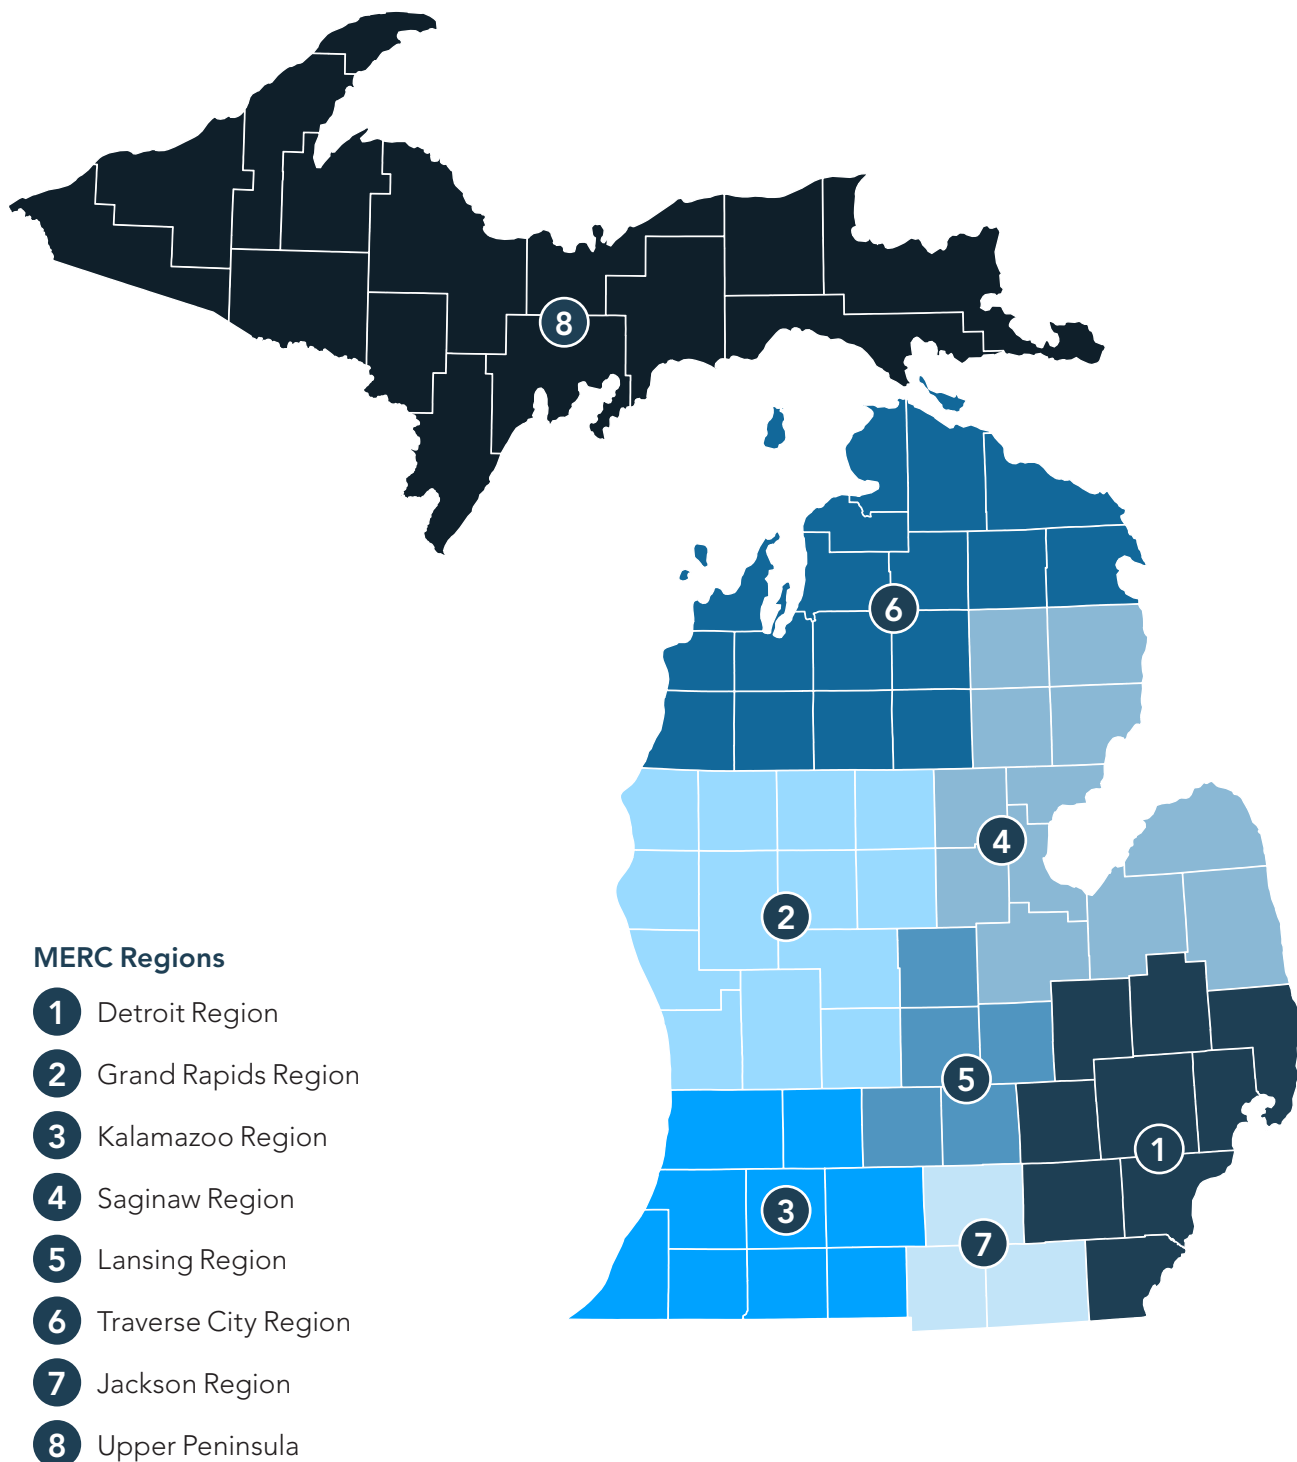 8
6
4
2
5
1
3
7
MERC Regions
1 Detroit Region
2 Grand Rapids Region
3 Kalamazoo Region
4 Saginaw Region
5 Lansing Region
6 Traverse City Region
7 Jackson Region
8 Upper Peninsula